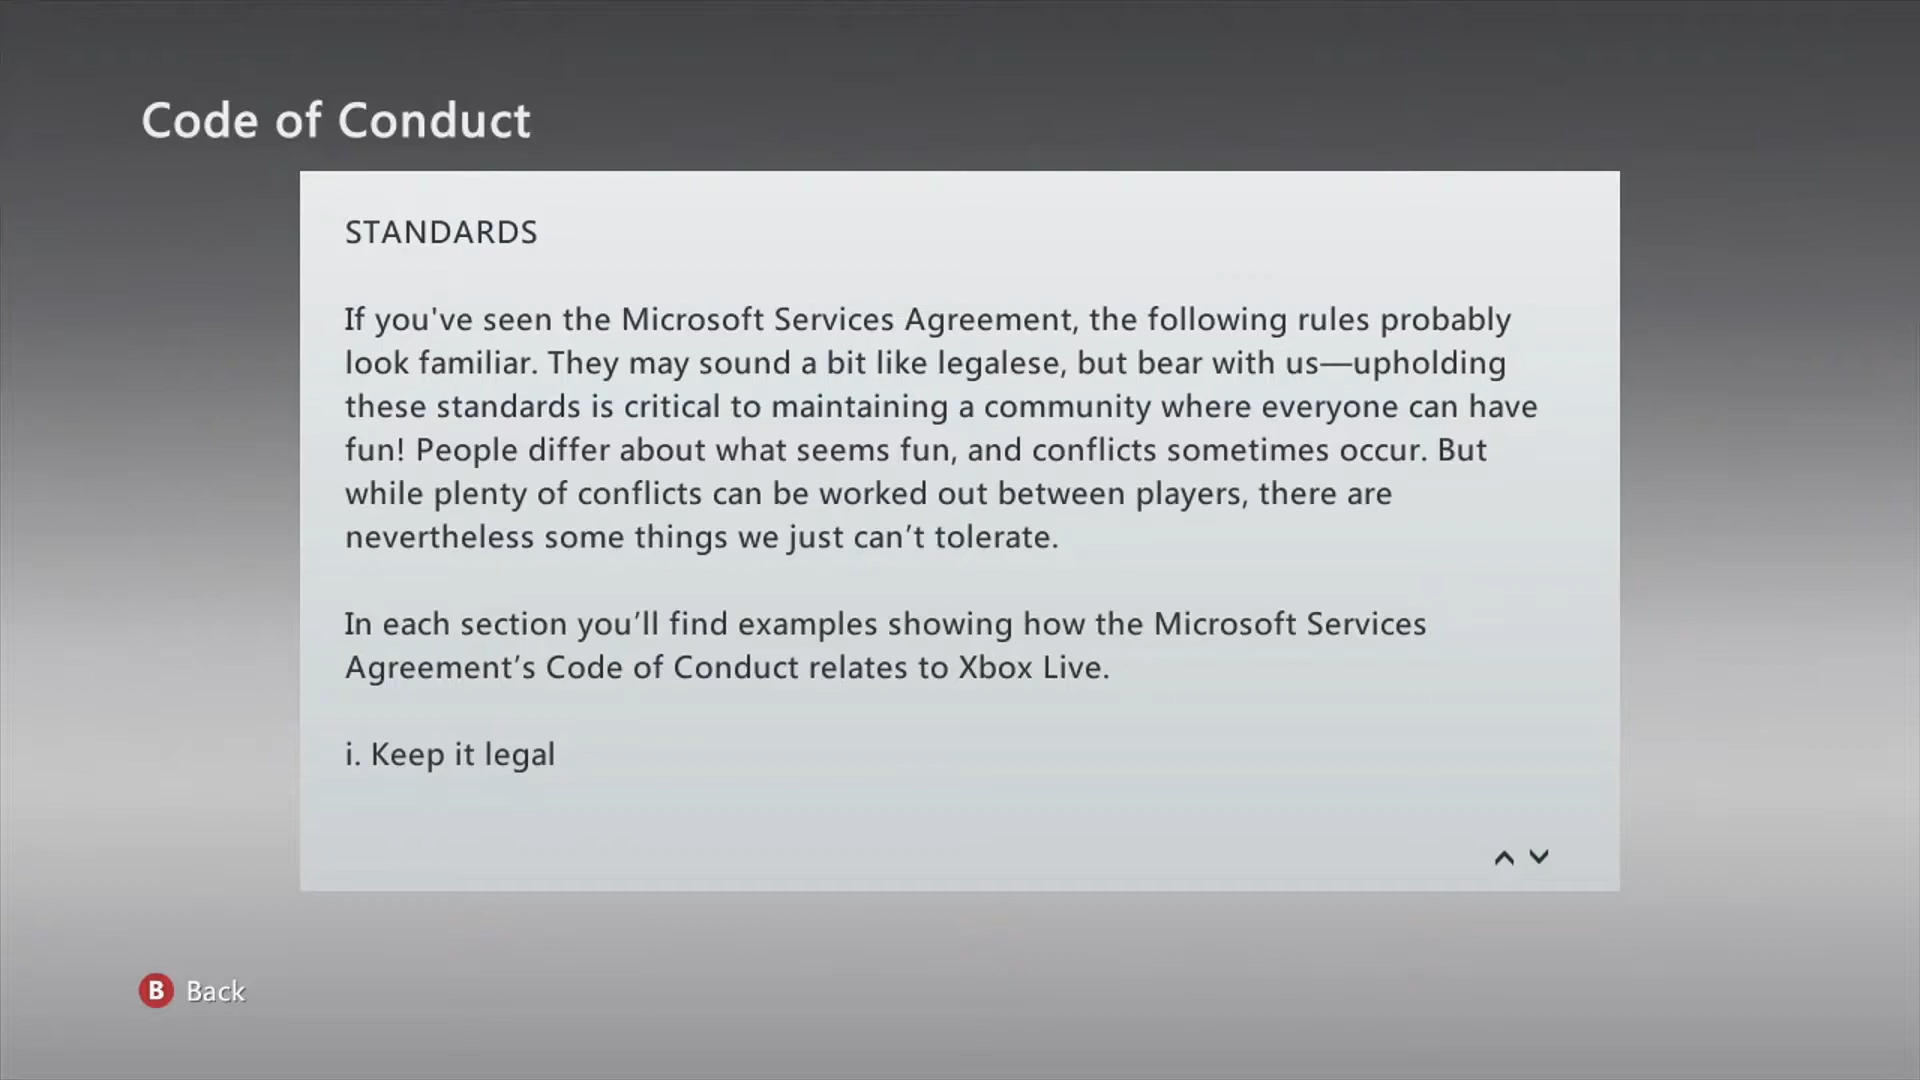 Code of Conduct
STANDARDS
If you've seen the Microsoft Services Agreement, the following rules probably
look familiar. They may sound a bit like legalese, but bear with us—upholding
these standards is critical to maintaining a community where everyone can have
fun! People differ about what seems fun, and conflicts sometimes occur. But
while plenty of conflicts can be worked out between players, there are
nevertheless some things we just can’t tolerate.
In each section you’ll find examples showing how the Microsoft Services
Agreement’s Code of Conduct relates to Xbox Live.
i. Keep it legal
B Back